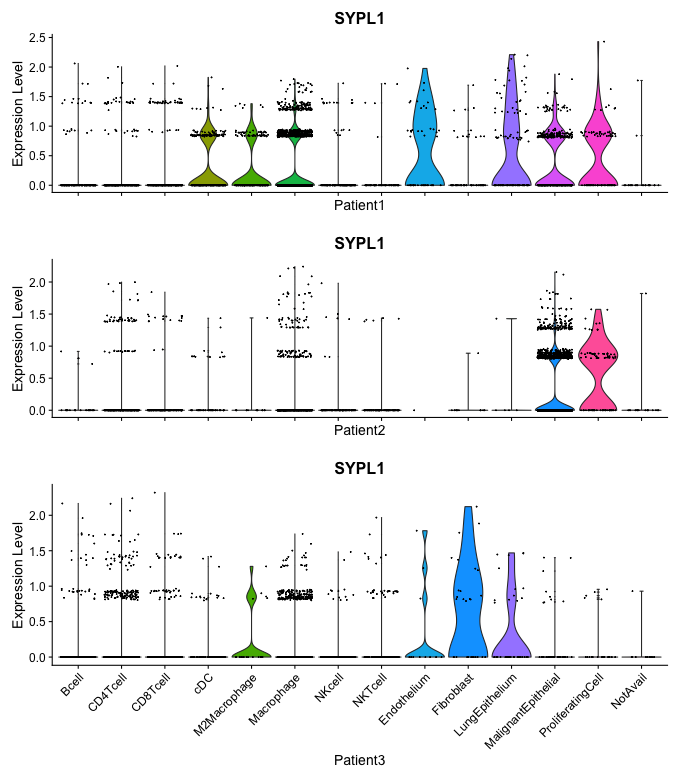 SYPL1
Expression Level
2.5
2.0
1.5
1.0
0.5
0.0
Patient1
SYPL1
Expression Level
2.0
1.5
1.0
0.5
0.0
Patient2
SYPL1
Expression Level
2.0
1.5
1.0
0.5
0.0
Bcell
CD4Tcell
CD8Tcell
cDC
M2Macrophage
Macrophage
NKcell
NKTcell
Endothelium
Fibroblast
LungEpithelium
MalignantEpithelial
ProliferatingCell
NotAvail
Patient3